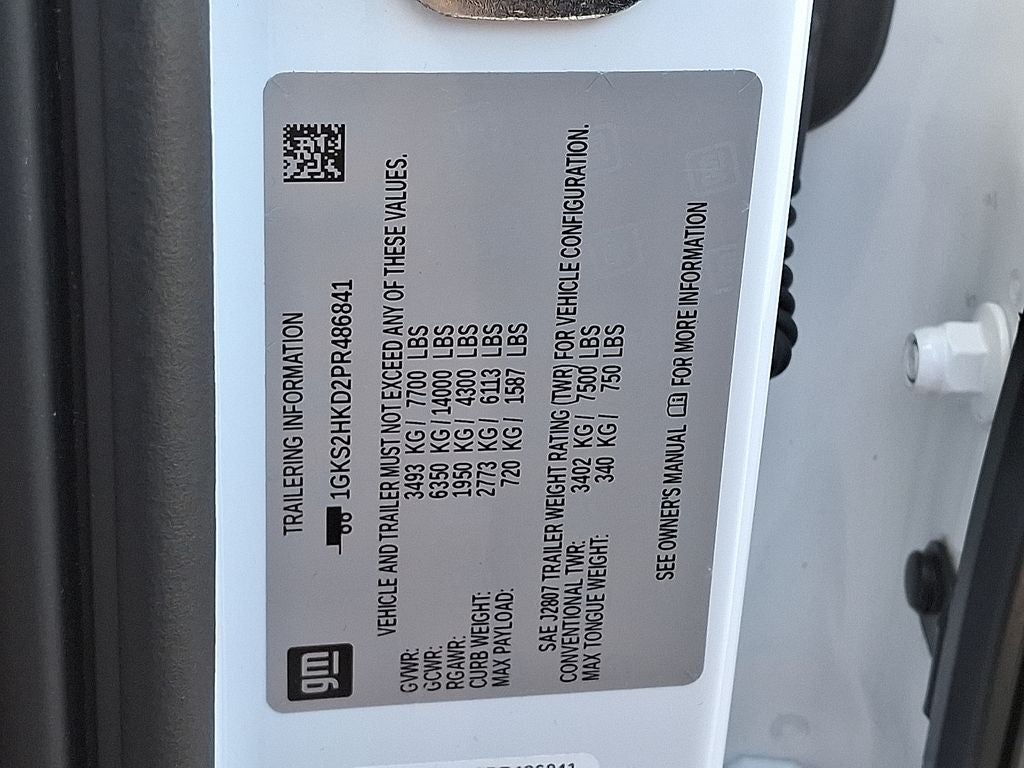 gm
TRAILERING INFORMATION
1GKS2HKD2PR486841
VEHICLE AND TRAILER MUST NOT EXCEED ANY OF THESE VALUES.
GVWR: 3493 KG / 7700 LBS
GCWR: 6350 KG / 14000 LBS
RGAWR: 1950 KG / 4300 LBS
CURB WEIGHT: 2773 KG / 6113 LBS
MAX PAYLOAD: 720 KG / 1587 LBS
SAE J2807 TRAILER WEIGHT RATING (TWR) FOR VEHICLE CONFIGURATION.
CONVENTIONAL TWR: 3402 KG / 7500 LBS
MAX TONGUE WEIGHT: 340 KG / 750 LBS
SEE OWNER'S MANUAL FOR MORE INFORMATION